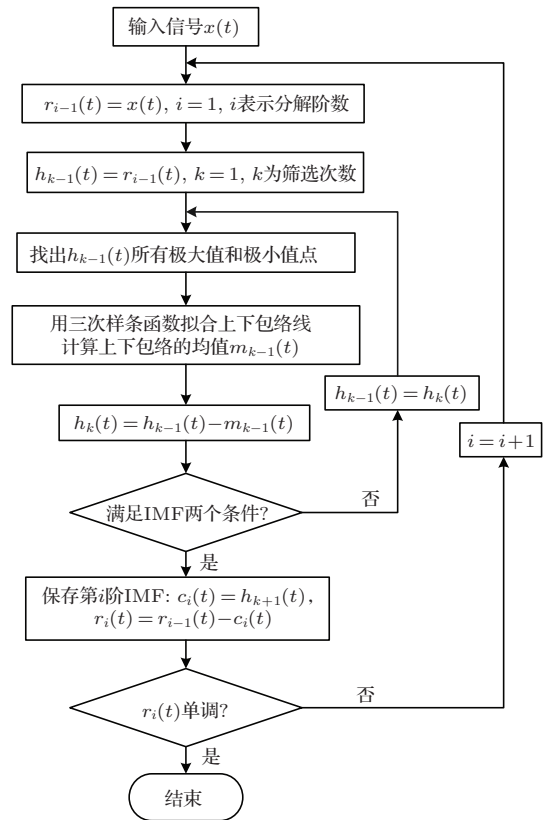 输入信号x(t)
r_{i−1}(t)=x(t), i=1, i表示分解阶数
h_{k−1}(t)=r_{i−1}(t), k=1, k为筛选次数
找出h_{k−1}(t)所有极大值和极小值点
用三次样条函数拟合上下包络线
计算上下包络的均值m_{k−1}(t)
h_{k−1}(t)=h_k(t)
h_k(t)=h_{k−1}(t)−m_{k−1}(t)
i=i+1
满足IMF两个条件?
否
是
保存第i阶IMF: c_i(t)=h_{k+1}(t),
r_i(t)=r_{i−1}(t)−c_i(t)
r_i(t)单调?
否
是
结束